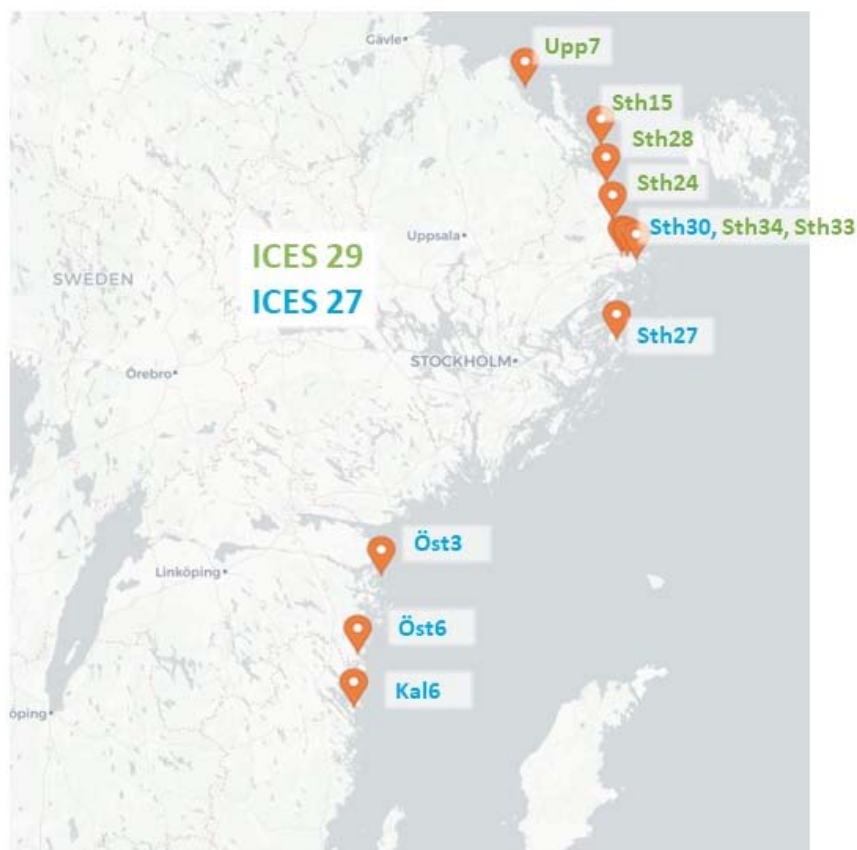 Gävle
Upp7
Sth15
Sth28
Sth24
Uppsala
Sth30, Sth34, Sth33
ICES 29
SWEDEN
ICES 27
Sth27
STOCKHOLM
Örebro
Öst3
Linköping
Öst6
Kal6
öping